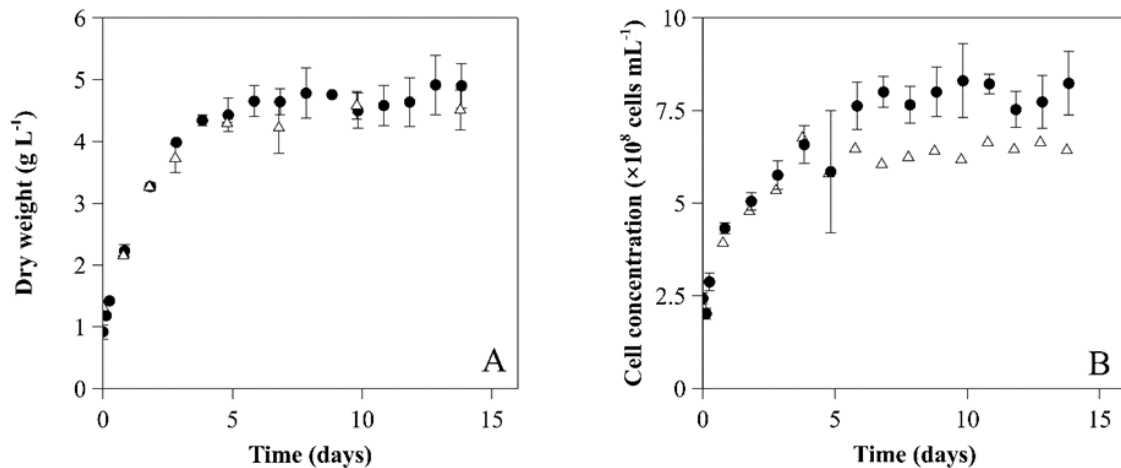 6
5
4
3
2
1
0
Dry weight (g L-1)
0 5 10 15
Time (days)
A
10
7.5
5
2.5
0
Cell concentration (×10⁸ cells mL⁻¹)
0 5 10 15
Time (days)
B